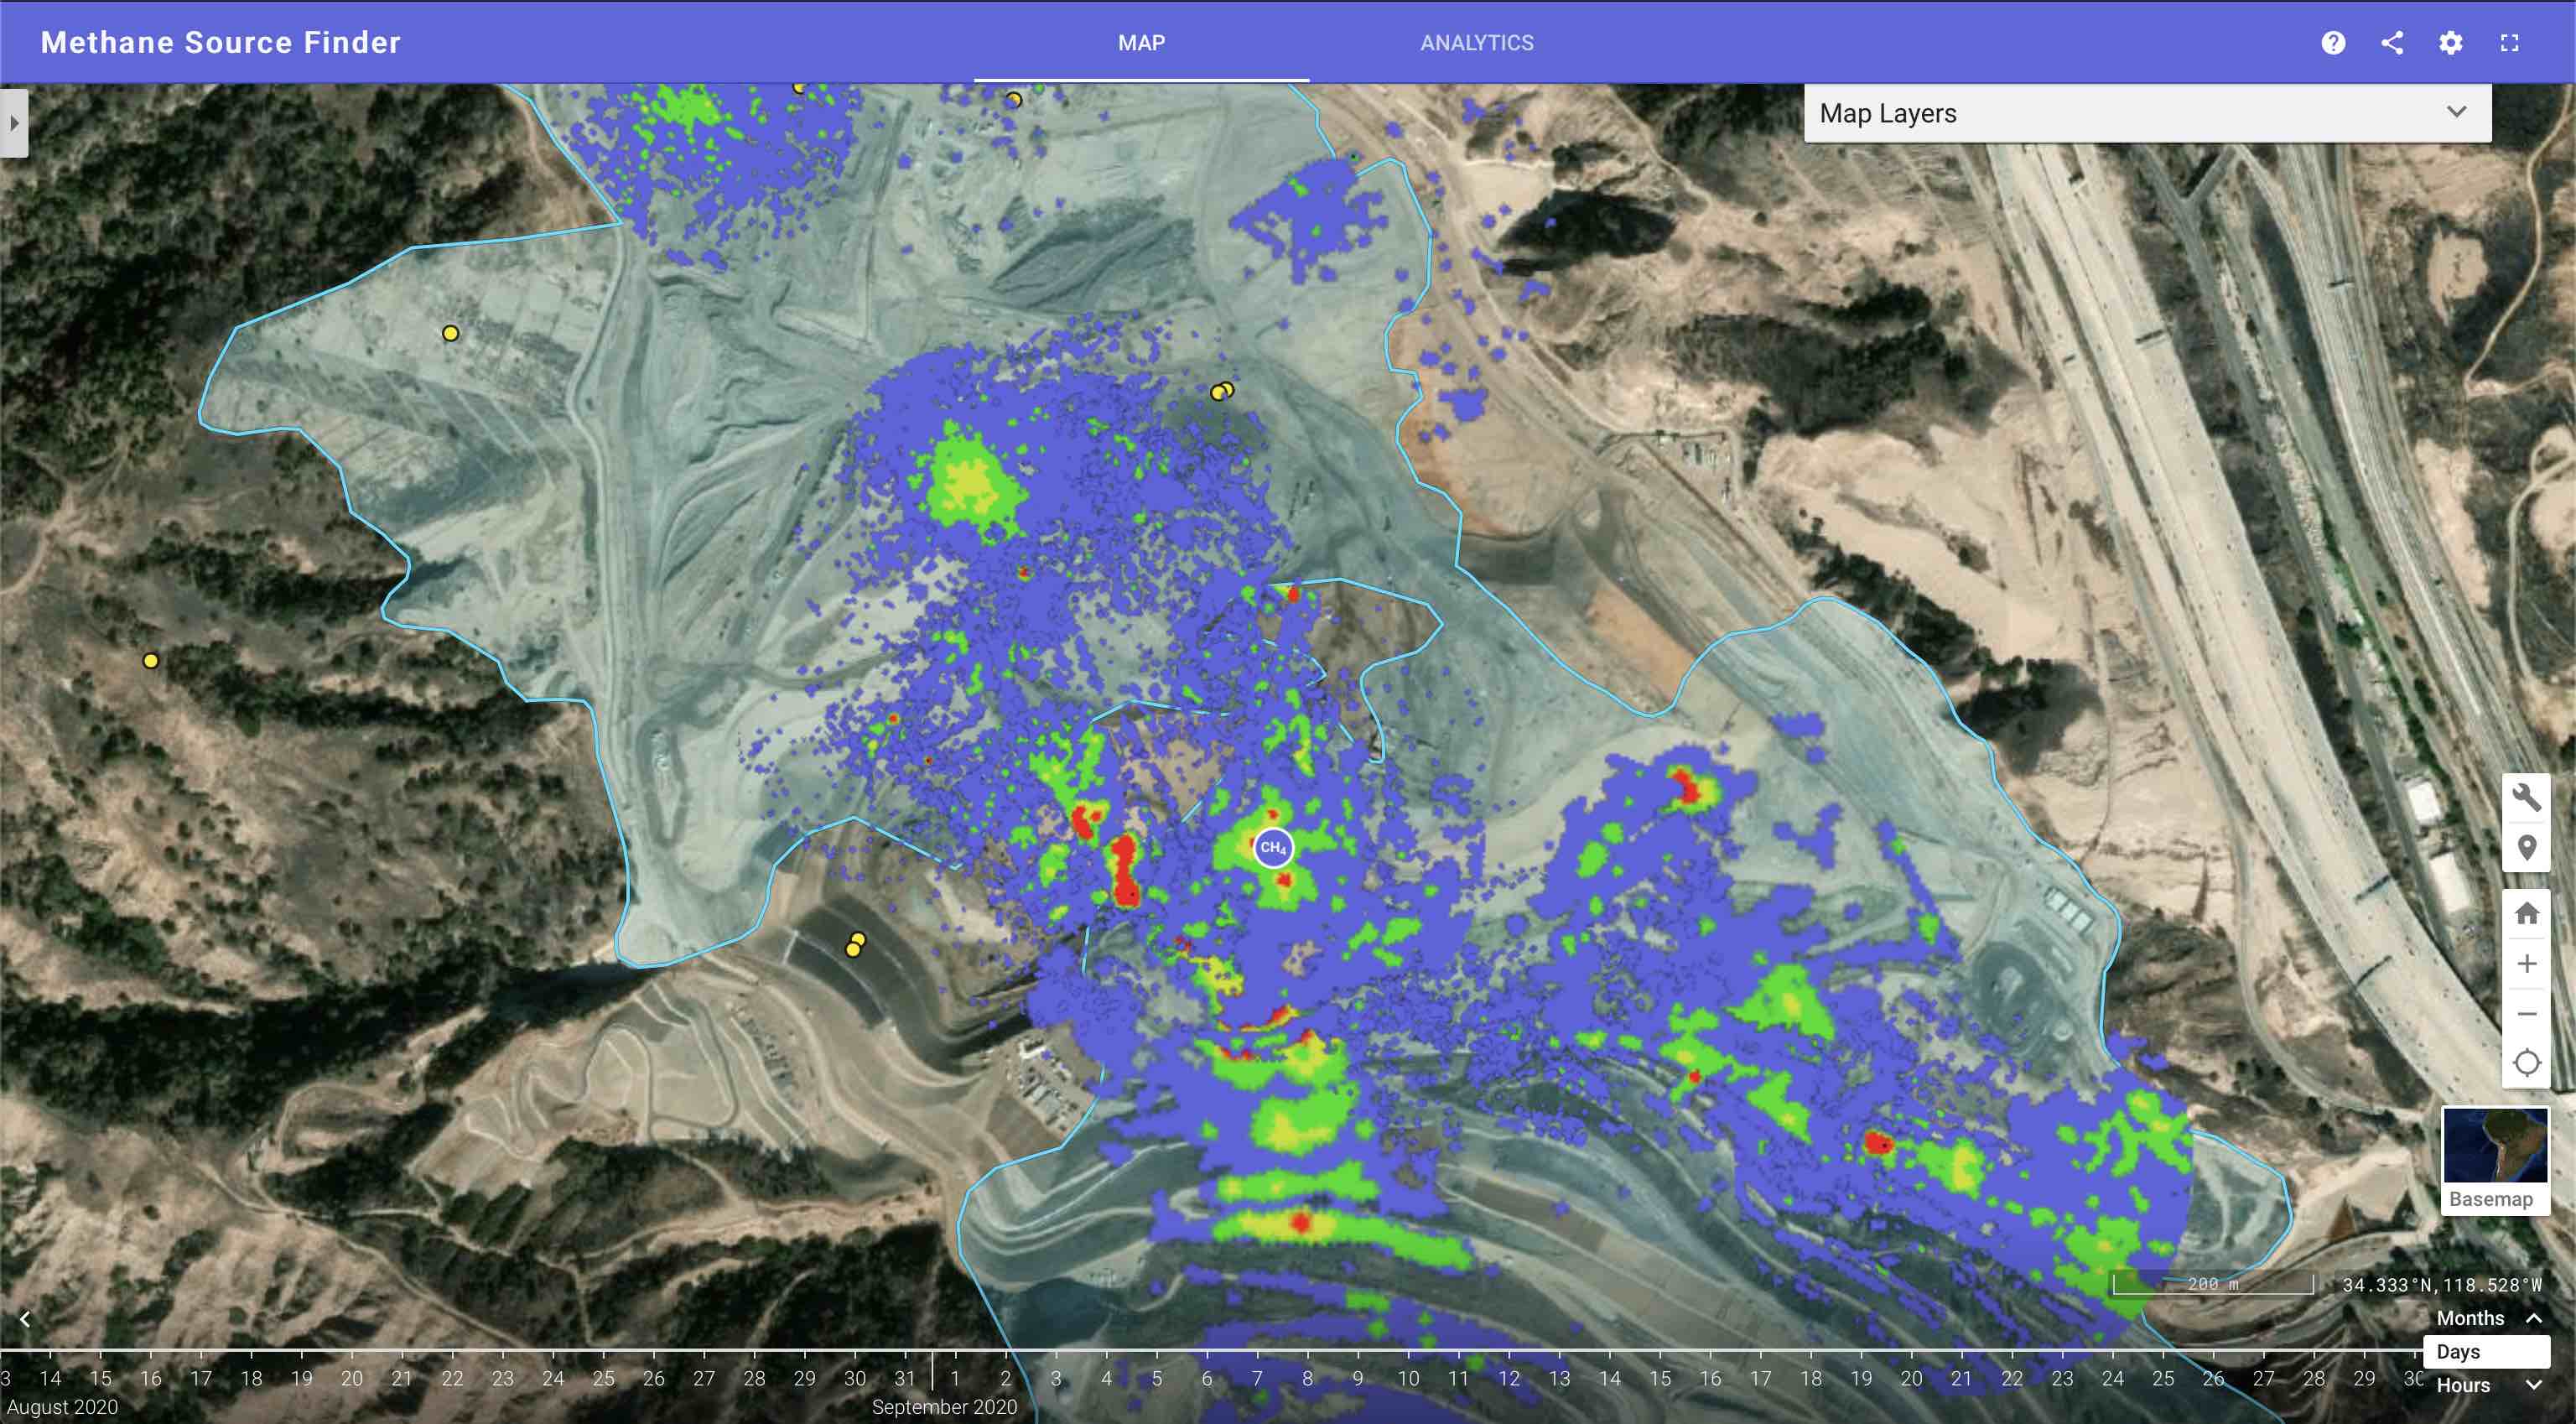 Methane Source Finder
MAP
ANALYTICS
Map Layers
CH₄
Basemap
200 m
34.333°N,118.528°W
Months
Days
Hours
3 14 15 16 17 18 19 20 21 22 23 24 25 26 27 28 29 30 31 1 2 3 4 5 6 7 8 9 10 11 12 13 14 15 16 17 18 19 20 21 22 23 24 25 26 27 28 29 30
August 2020
September 2020